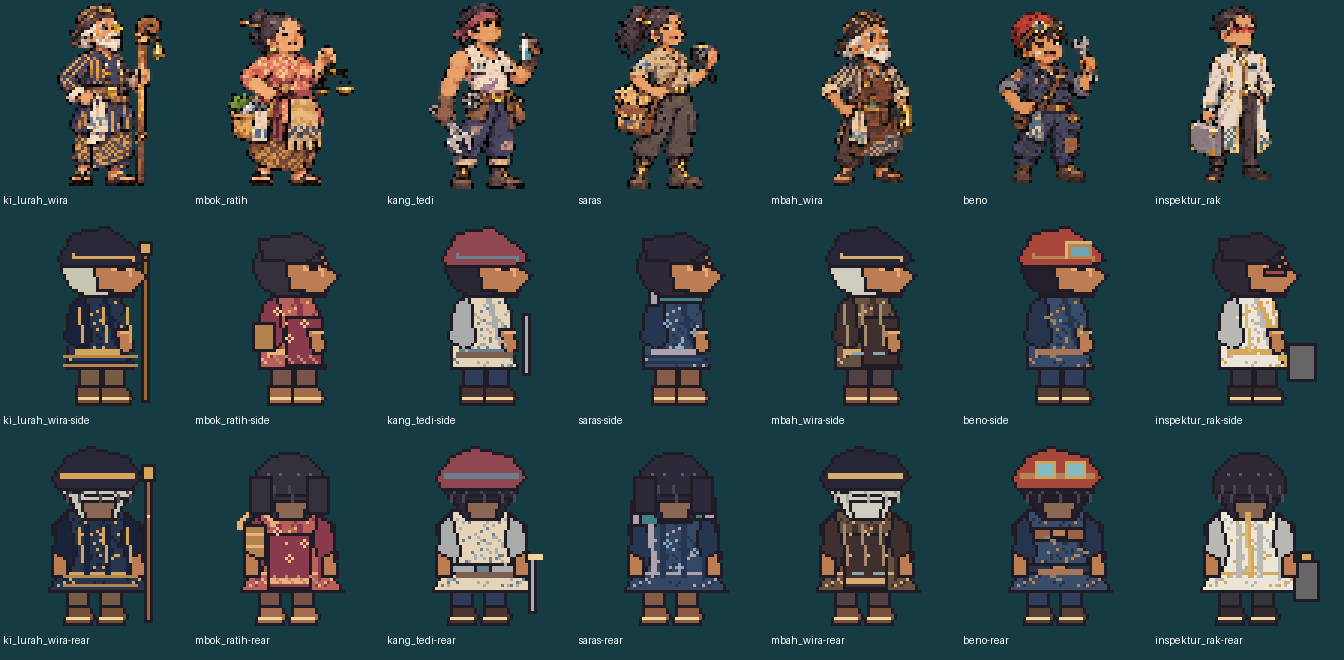 ki_lurah_wira mbok_ratih kang_tedi saras mbah_wira beno inspektur_rak
ki_lurah_wira-side mbok_ratih-side kang_tedi-side saras-side mbah_wira-side beno-side inspektur_rak-side
ki_lurah_wira-rear mbok_ratih-rear kang_tedi-rear saras-rear mbah_wira-rear beno-rear inspektur_rak-rear